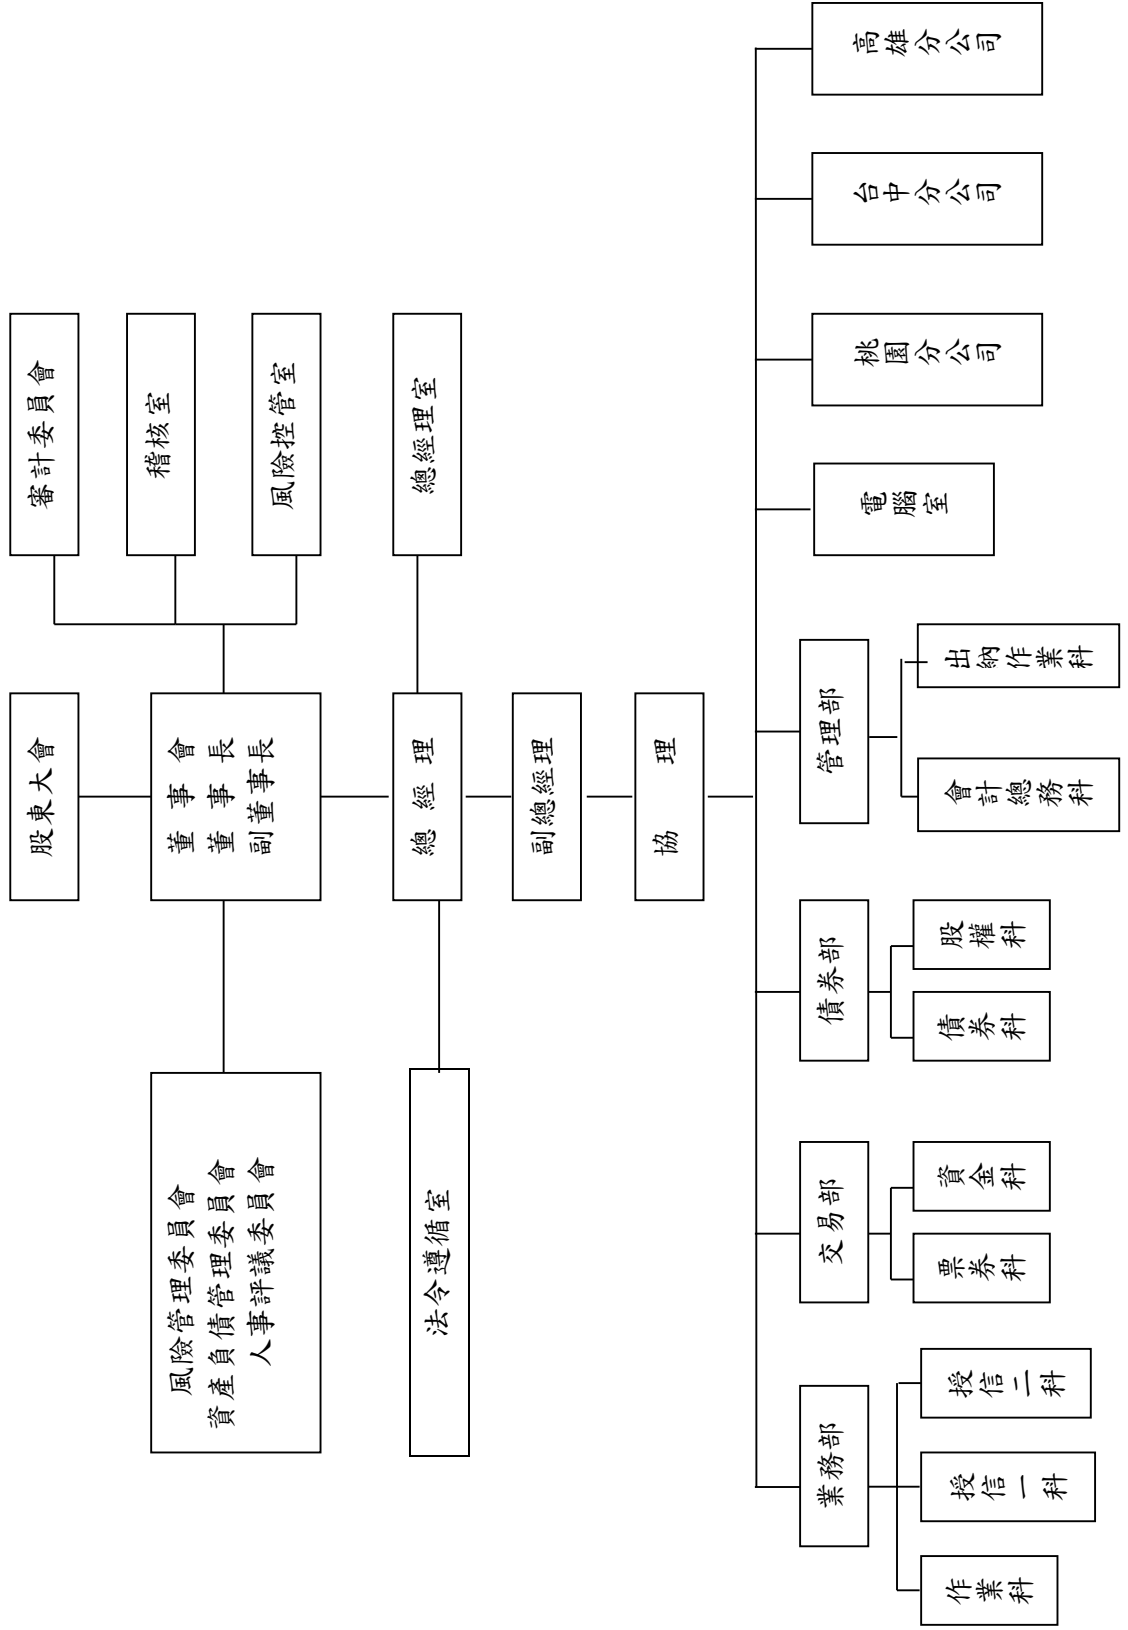 股東大會
審計委員會
稽核室
風險控管室
董事會
董事長
副董事長
風險管理委員會
資產負債管理委員會
人事評議委員會
總經理
總經理室
法令遵循室
副總經理
協理
業務部
交易部
債券部
管理部
電腦室
桃園分公司
台中分公司
高雄分公司
作業科
授信一科
授信二科
票券科
資金科
債券科
股權科
會計總務科
出納作業科